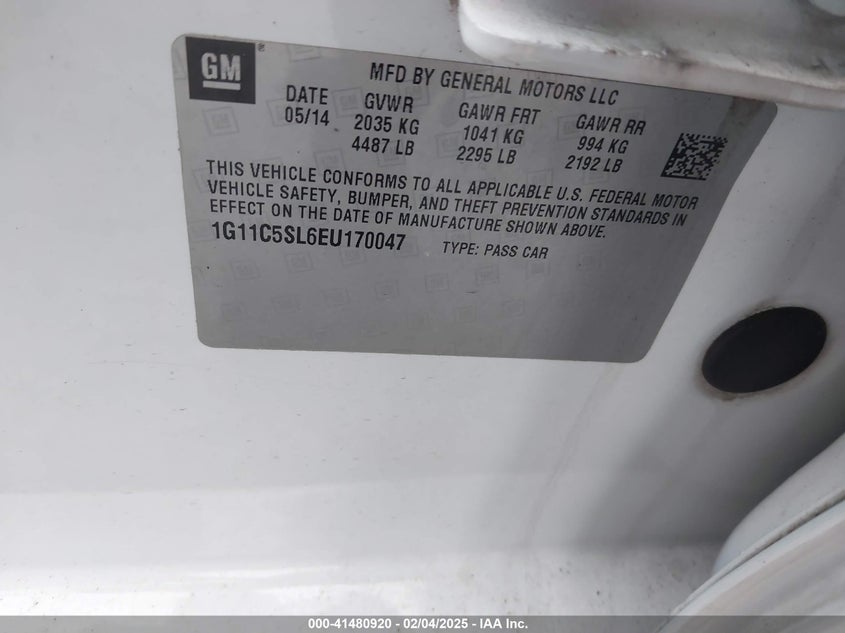 GM ®
MFD BY GENERAL MOTORS LLC
DATE GVWR GAWR FRT GAWR RR
05/14 2035 KG 1041 KG 994 KG
4487 LB 2295 LB 2192 LB
THIS VEHICLE CONFORMS TO ALL APPLICABLE U.S. FEDERAL MOTOR
VEHICLE SAFETY, BUMPER, AND THEFT PREVENTION STANDARDS IN
EFFECT ON THE DATE OF MANUFACTURE SHOWN ABOVE.
1G11C5SL6EU170047 TYPE: PASS CAR
000-41480920 - 02/04/2025 - IAAI.com